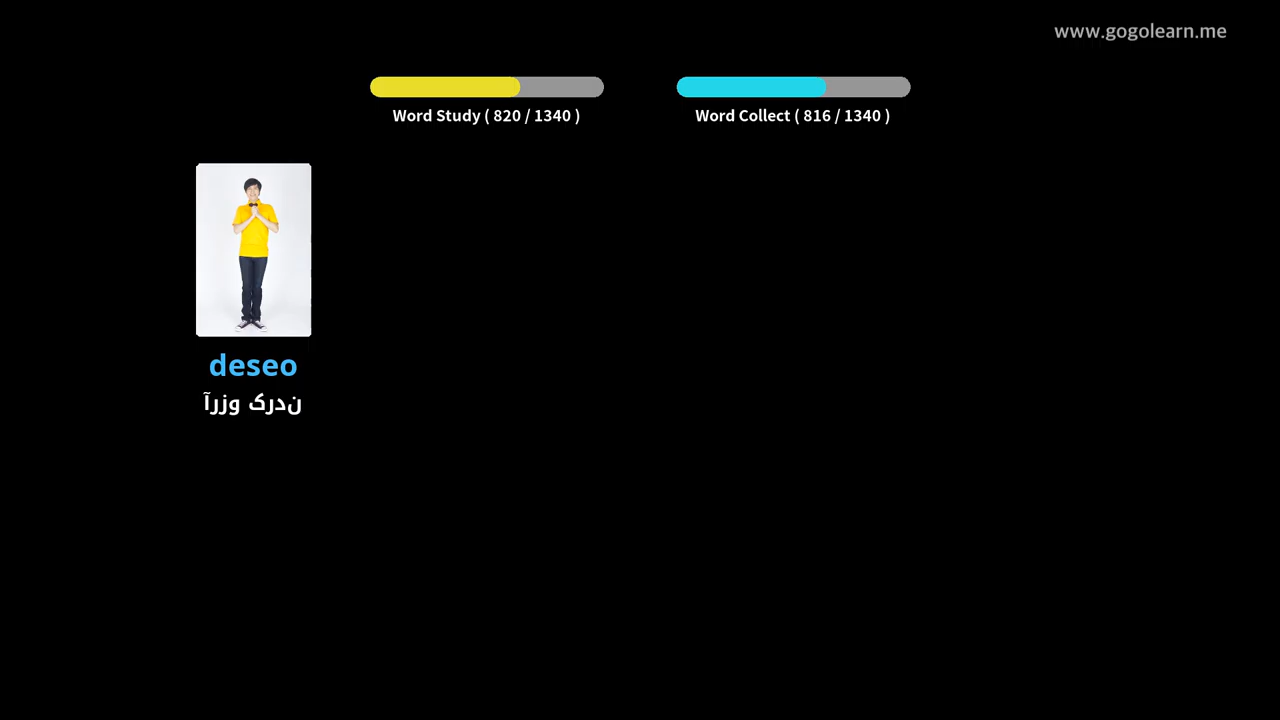 www.gogolearn.me
Word Study ( 820 / 1340 )
Word Collect ( 816 / 1340 )
deseo
آرزو کردن